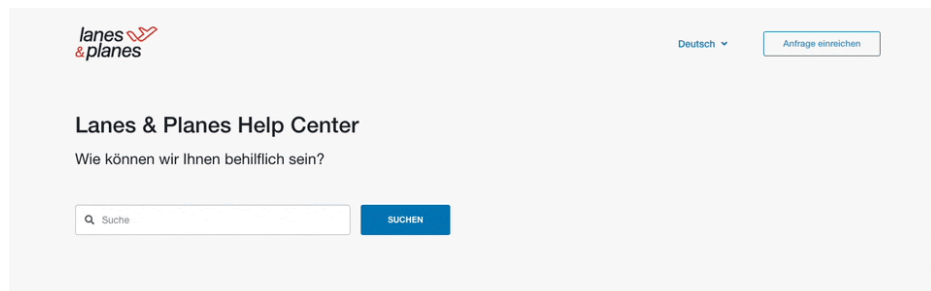 lanes
&planes
Deutsch
Anfrage einreichen
Lanes & Planes Help Center
Wie können wir Ihnen behilflich sein?
Suche
SUCHEN